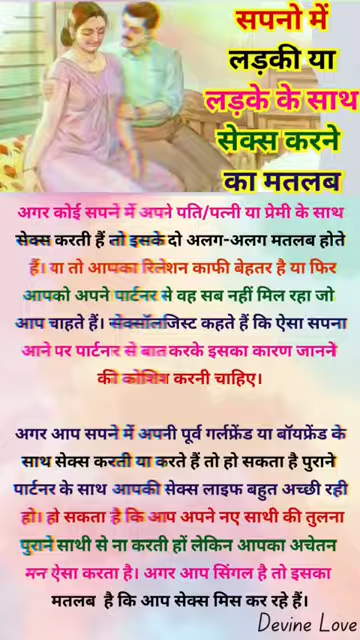 सपनो में
लड़की या
लड़के के साथ
सेक्स करने
का मतलब
अगर कोई सपने में अपने पति/पत्नी या प्रेमी के साथ
सेक्स करती हैं तो इसके दो अलग-अलग मतलब होते
हैं। या तो आपका रिलेशन काफी बेहतर है या फिर
आपको अपने पार्टनर से वह सब नहीं मिल रहा जो
आप चाहते हैं। सेक्सॉलजिस्ट कहते हैं कि ऐसा सपना
आने पर पार्टनर से बात करके इसका कारण जानने
की कोशिश करनी चाहिए।
अगर आप सपने में अपनी पूर्व गर्लफ्रेंड या बॉयफ्रेंड के
साथ सेक्स करती या करते हैं तो हो सकता है पुराने
पार्टनर के साथ आपकी सेक्स लाइफ बहुत अच्छी रही
हो। हो सकता है कि आप अपने नए साथी की तुलना
पुराने साथी से ना करती हों लेकिन आपका अचेतन
मन ऐसा करता है। अगर आप सिंगल है तो इसका
मतलब है कि आप सेक्स मिस कर रहे हैं।
Devine Love